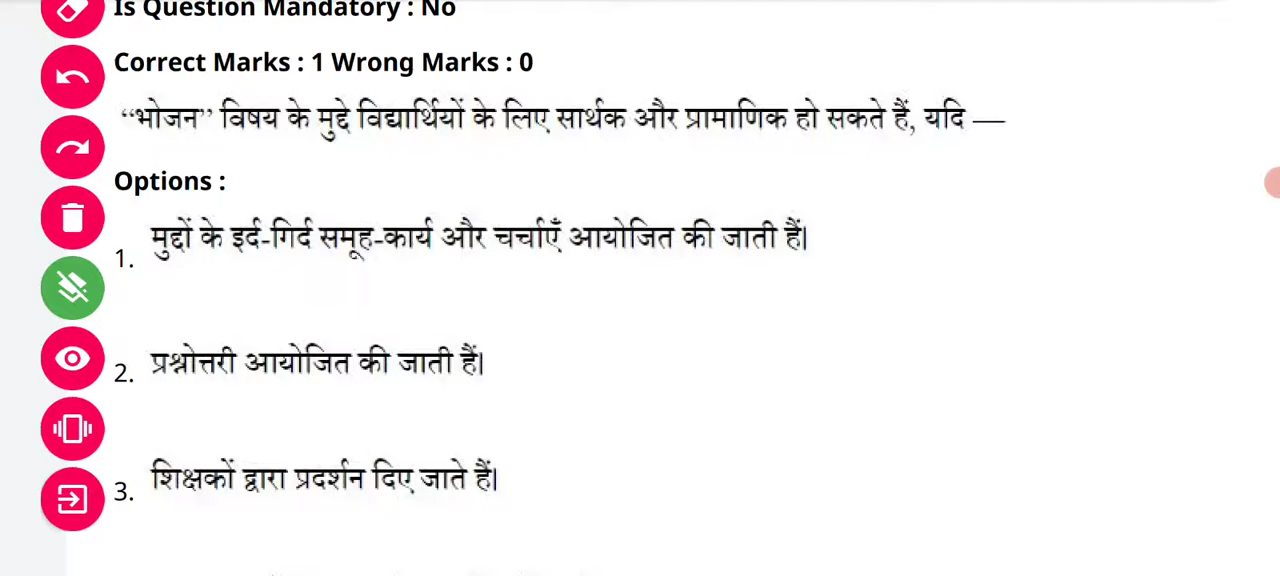 Is Question Mandatory : No
Correct Marks : 1 Wrong Marks : 0
“भोजन” विषय के मुद्दे विद्यार्थियों के लिए सार्थक और प्रामाणिक हो सकते हैं, यदि —
Options :
1. मुद्दों के इर्द-गिर्द समूह-कार्य और चर्चाएँ आयोजित की जाती हैं।
2. प्रश्नोत्तरी आयोजित की जाती हैं।
3. शिक्षकों द्वारा प्रदर्शन दिए जाते हैं।